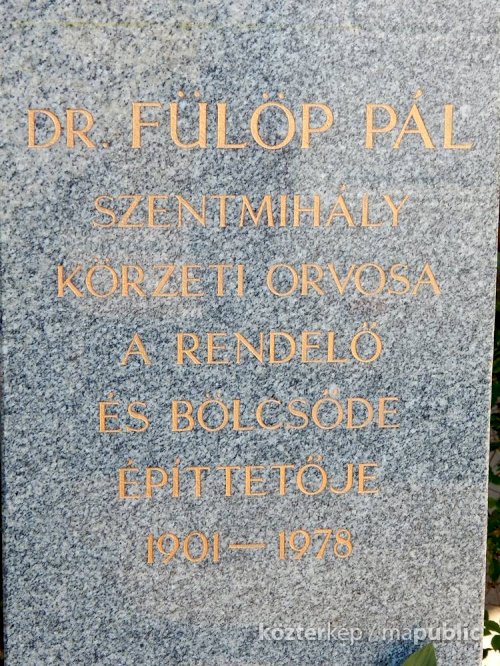 DR. FÜLÖP PÁL
SZENTMIHÁLY
KÖRZETI ORVOSA
A RENDELŐ
ÉS BÖLCSŐDE
ÉPÍTTETŐJE
1901 — 1978
köztérkép / mapublic